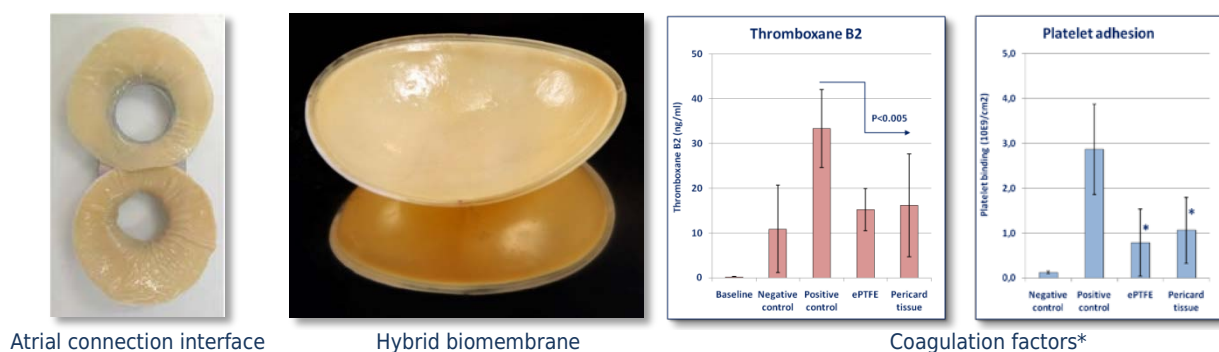 Thromboxane B2
50
40
30
20
10
0
Thromboxane B2 (ng/ml)
P<0.005
Baseline Negative control Positive control ePTFE Pericard tissue
Platelet adhesion
5,0
4,0
3,0
2,0
1,0
0,0
Platelet binding (10E9/cm2)
*
*
Negative control Positive control ePTFE Pericard tissue
Atrial connection interface
Hybrid biomembrane
Coagulation factors*